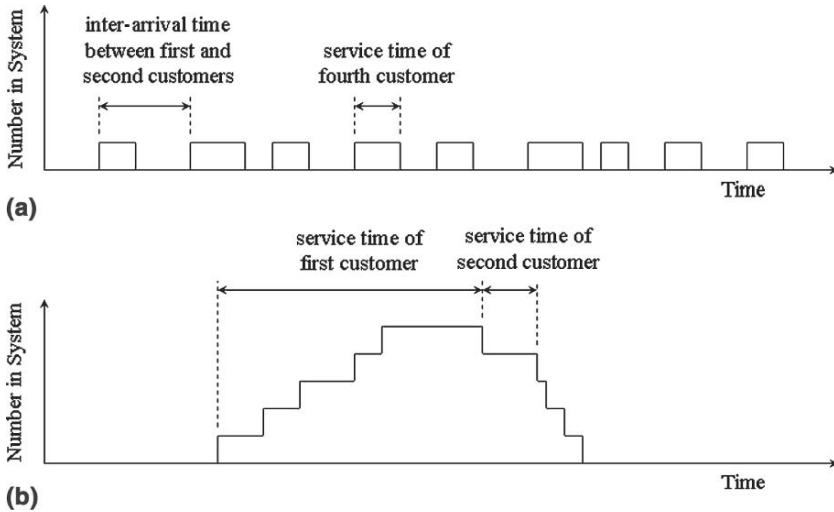 inter-arrival time
between first and
second customers
service time of
fourth customer
Number in System
Time
(a)
service time of
first customer
service time of
second customer
Number in System
Time
(b)